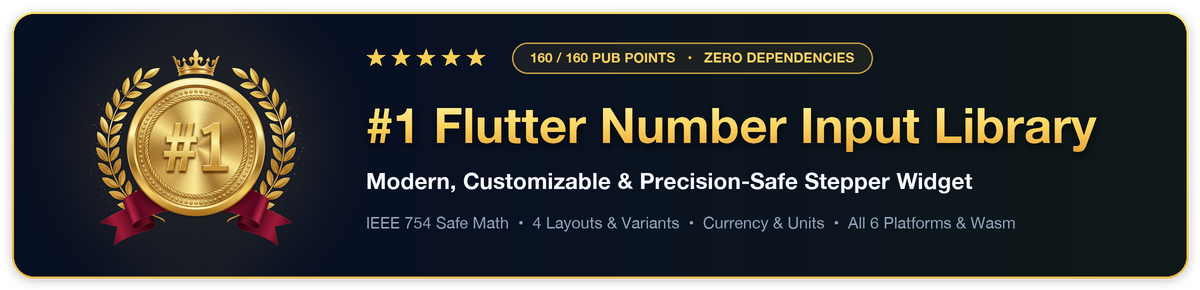 #1
160 / 160 PUB POINTS • ZERO DEPENDENCIES
#1 Flutter Number Input Library
Modern, Customizable & Precision-Safe Stepper Widget
IEEE 754 Safe Math • 4 Layouts & Variants • Currency & Units • All 6 Platforms & Wasm